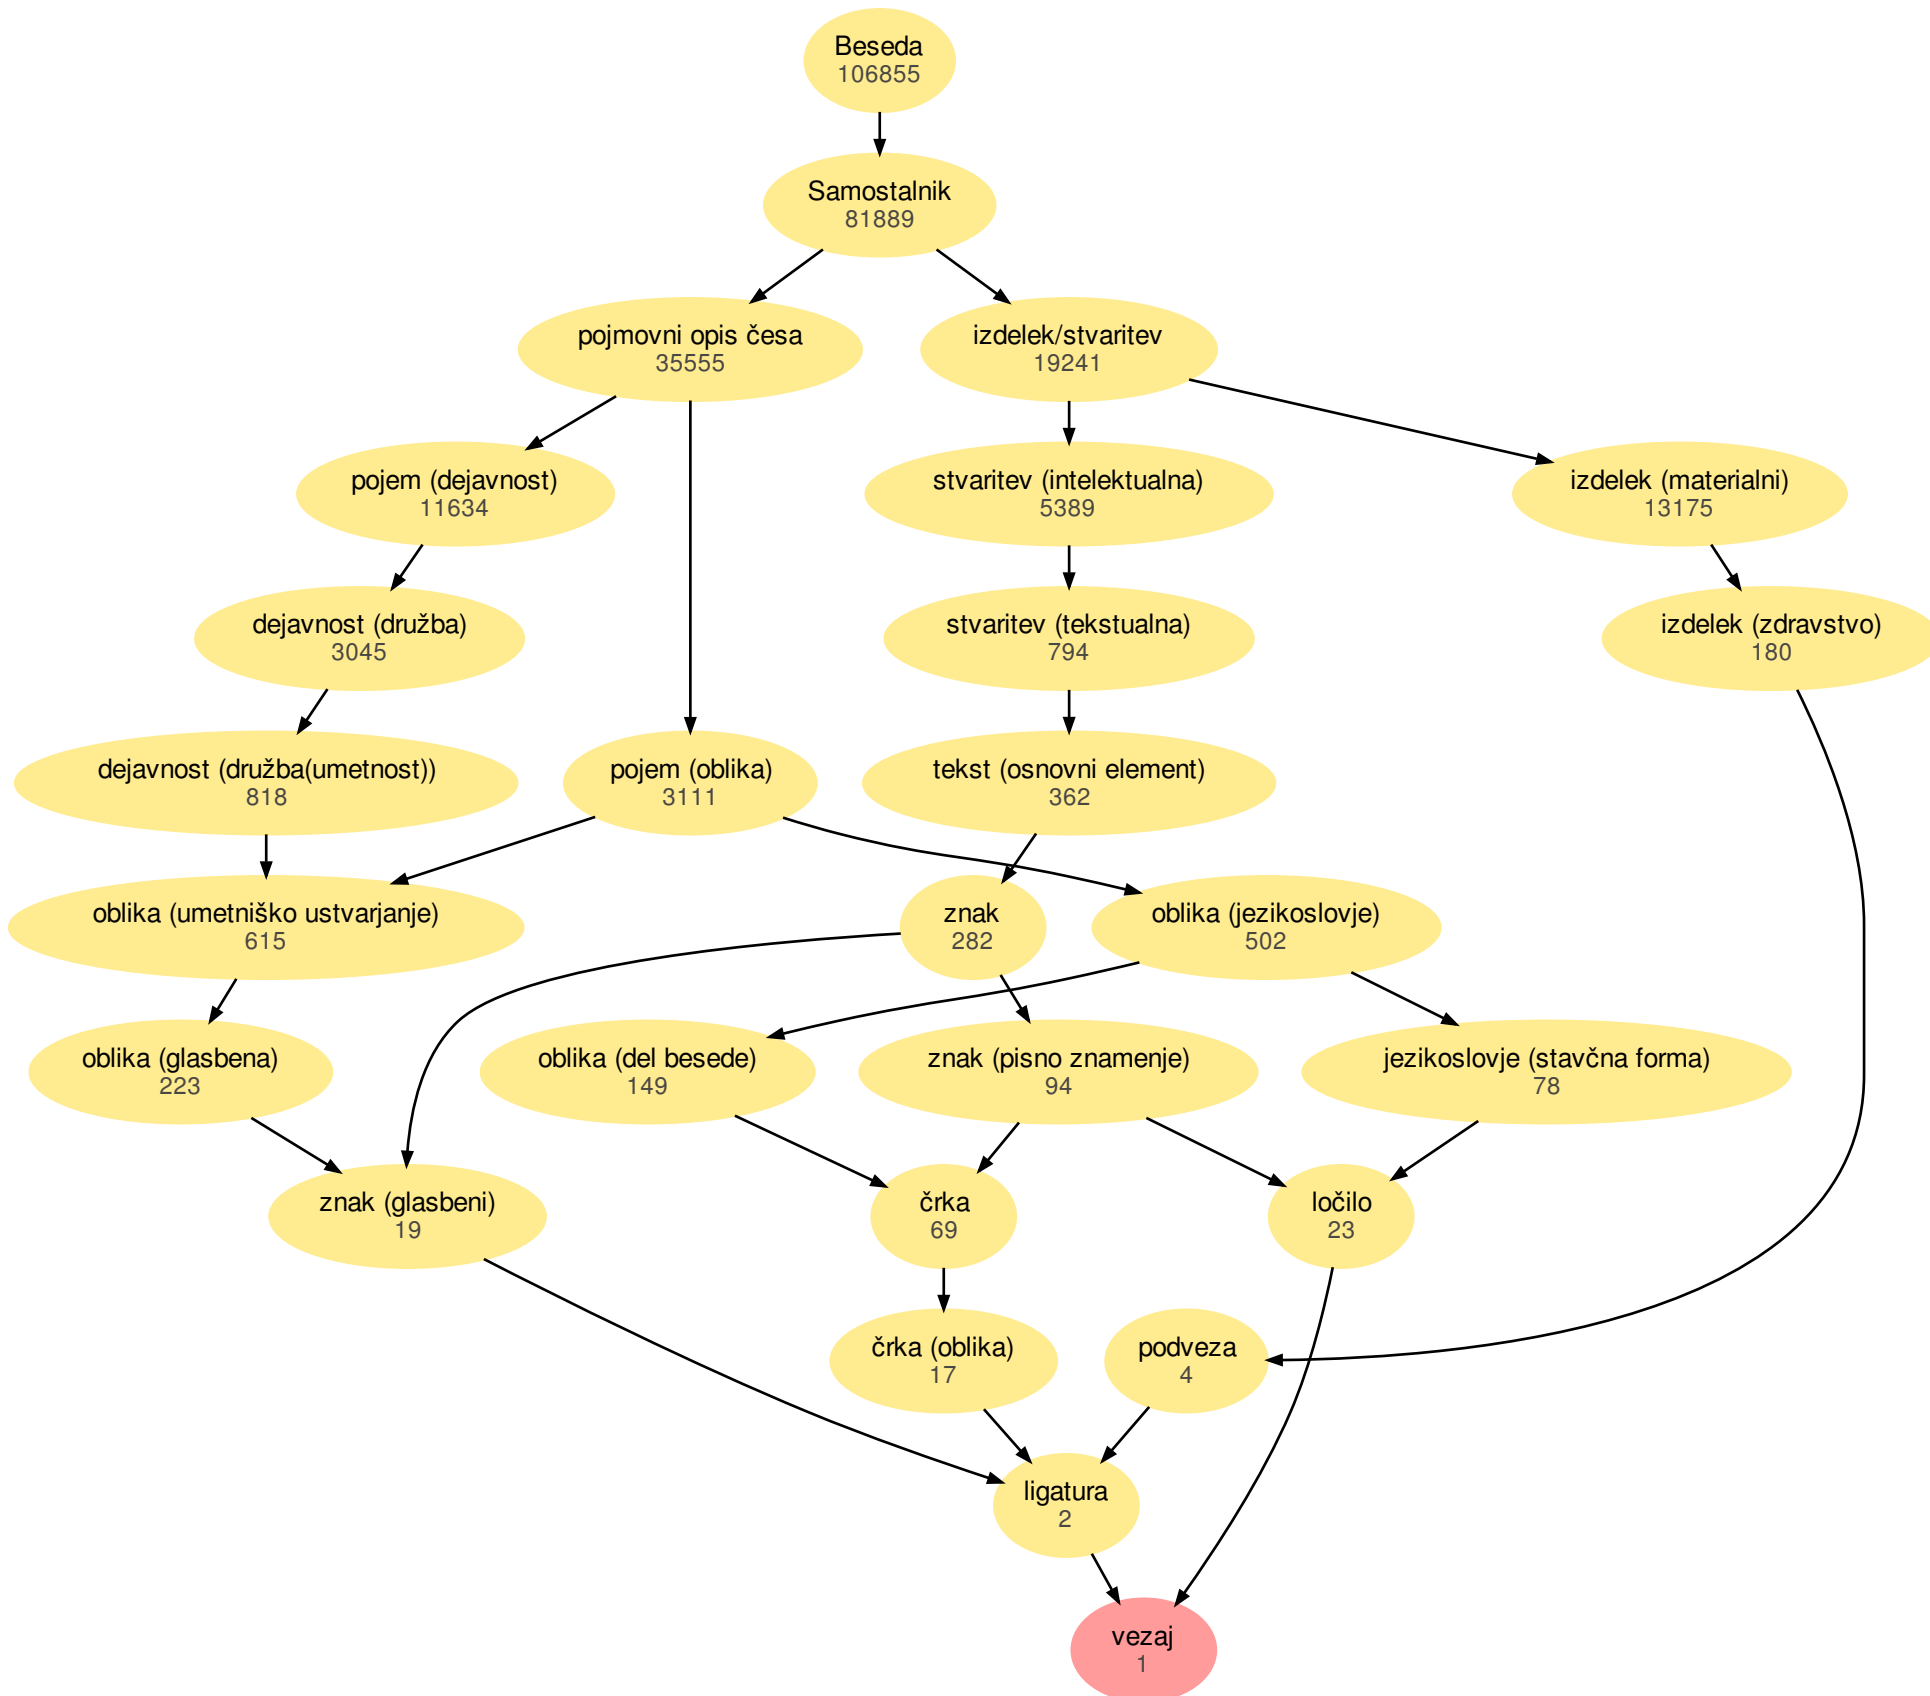 Beseda
106855
Samostalnik
81889
pojmovni opis česa
35555
izdelek/stvaritev
19241
pojem (dejavnost)
11634
stvaritev (intelektualna)
5389
izdelek (materialni)
13175
dejavnost (družba)
3045
stvaritev (tekstualna)
794
izdelek (zdravstvo)
180
dejavnost (družba(umetnost))
818
pojem (oblika)
3111
tekst (osnovni element)
362
oblika (umetniško ustvarjanje)
615
znak
282
oblika (jezikoslovje)
502
oblika (glasbena)
223
oblika (del besede)
149
znak (pisno znamenje)
94
jezikoslovje (stavčna forma)
78
znak (glasbeni)
19
črka
69
ločilo
23
črka (oblika)
17
podveza
4
ligatura
2
vezaj
1